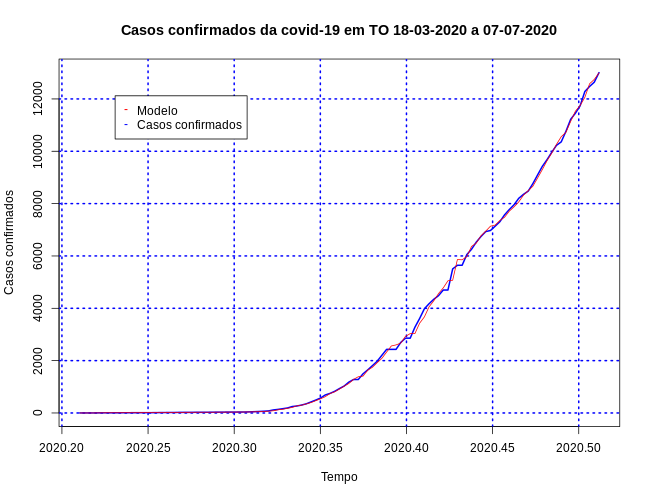 Casos confirmados da covid-19 em TO 18-03-2020 a 07-07-2020
Casos confirmados
12000
10000
8000
6000
4000
2000
0
Modelo
Casos confirmados
2020.20 2020.25 2020.30 2020.35 2020.40 2020.45 2020.50
Tempo